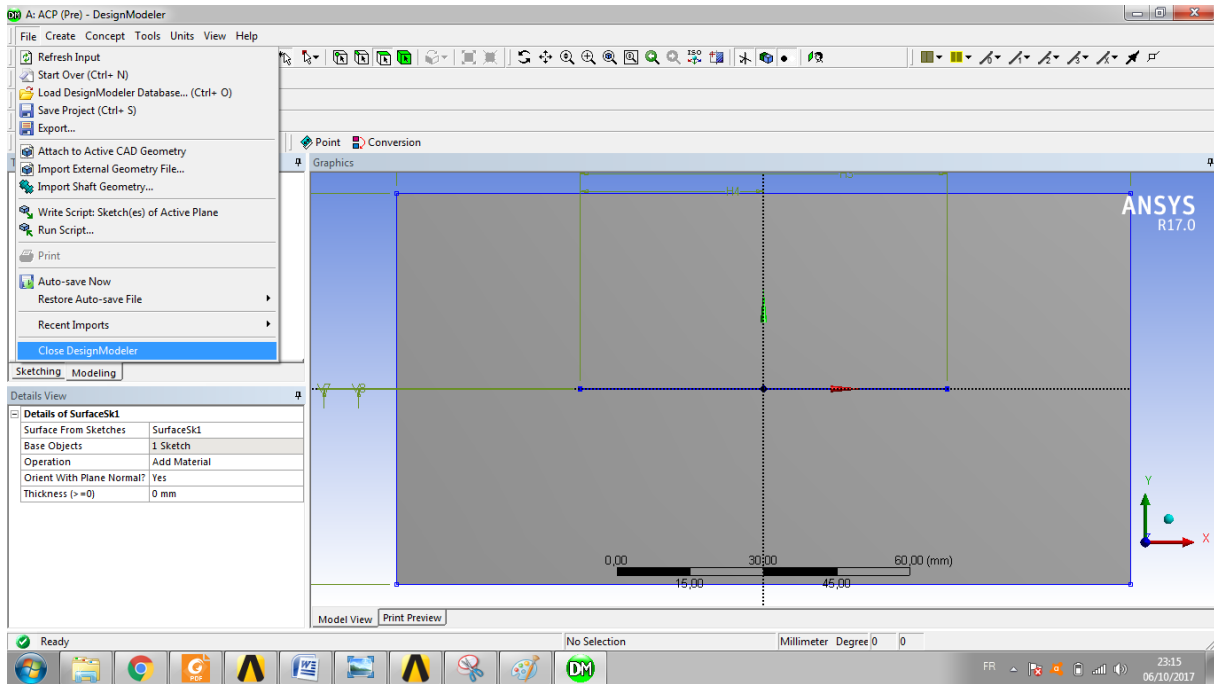 A: ACP (Pre) - DesignModeler
File Create Concept Tools Units View Help
Refresh Input
Start Over (Ctrl+ N)
Load DesignModeler Database... (Ctrl+ O)
Save Project (Ctrl+ S)
Export...
Attach to Active CAD Geometry
Import External Geometry File...
Import Shaft Geometry...
Write Script: Sketch(es) of Active Plane
Run Script...
Print
Auto-save Now
Restore Auto-save File
Recent Imports
Close DesignModeler
Point Conversion
Graphics
ANSYS
R17.0
V7 V8
Y
X
0,00 30,00 60,00 (mm)
15,00 45,00
Sketching Modeling
Details View
Details of SurfaceSk1
Surface From Sketches SurfaceSk1
Base Objects 1 Sketch
Operation Add Material
Orient With Plane Normal? Yes
Thickness (>=0) 0 mm
Model View Print Preview
Ready No Selection Millimeter Degree 0 0
FR 23:15
06/10/2017